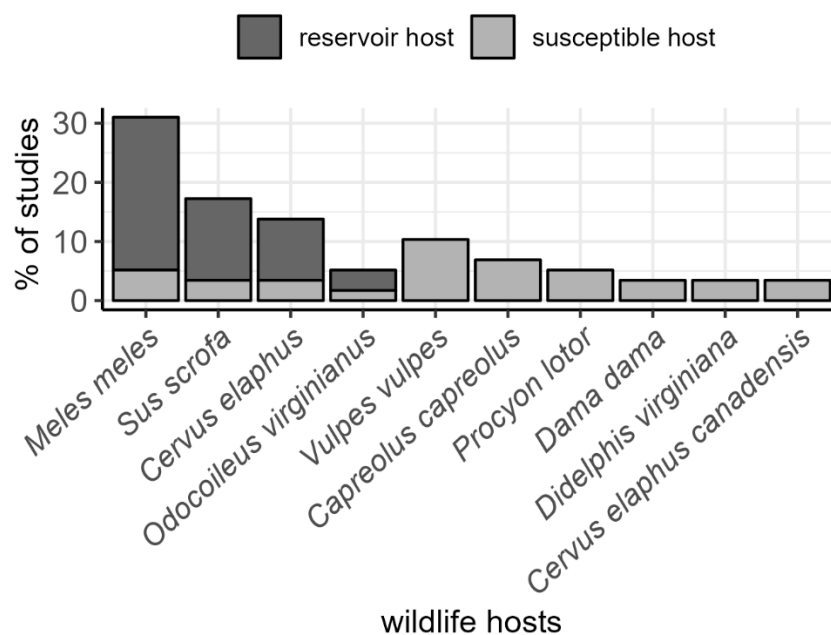 reservoir host susceptible host
% of studies
30
20
10
0
Meles meles
Sus scrofa
Cervus elaphus
Odocoileus virginianus
Vulpes vulpes
Capreolus capreolus
Procyon lotor
Dama dama
Didelphis virginiana
Cervus elaphus canadensis
wildlife hosts